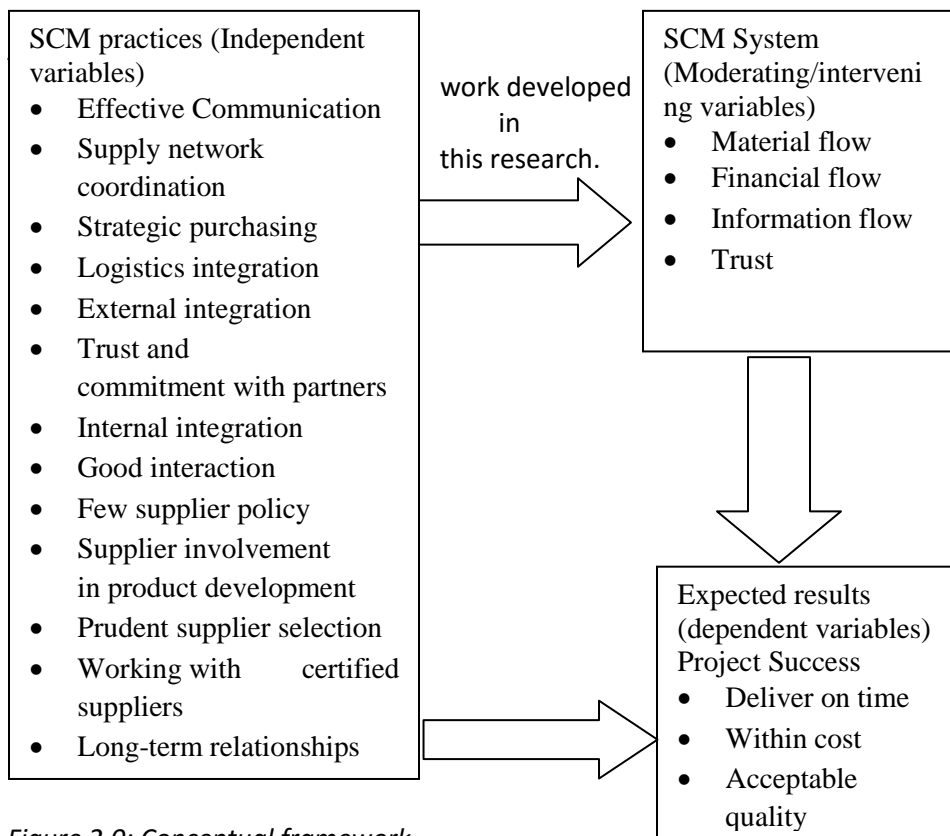 SCM practices (Independent
variables)
• Effective Communication
• Supply network
coordination
• Strategic purchasing
• Logistics integration
• External integration
• Trust and
commitment with partners
• Internal integration
• Good interaction
• Few supplier policy
• Supplier involvement
in product development
• Prudent supplier selection
• Working with certified
suppliers
• Long-term relationships
work developed
in
this research.
SCM System
(Moderating/interveni
ng variables)
• Material flow
• Financial flow
• Information flow
• Trust
Expected results
(dependent variables)
Project Success
• Deliver on time
• Within cost
• Acceptable
quality
Conceptual framework